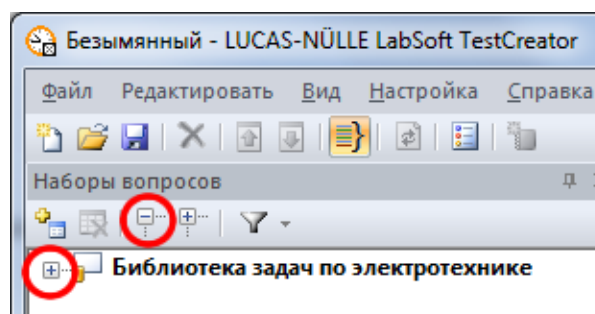 Безымянный - LUCAS-NÜLLE LabSoft TestCreator
Файл Редактировать Вид Настройка Справка
Наборы вопросов
Библиотека задач по электротехнике